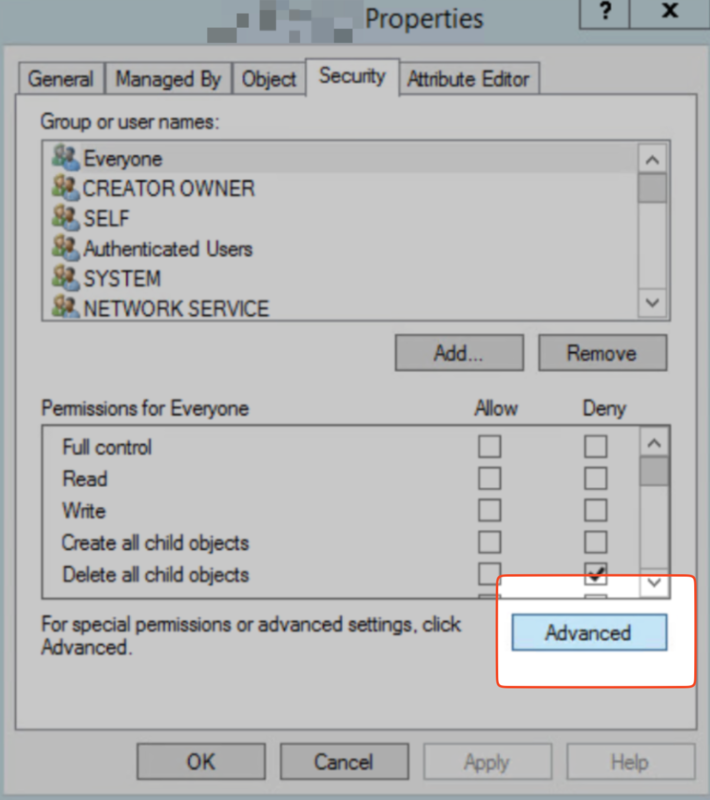 Properties ? x
General Managed By Object Security Attribute Editor
Group or user names:
Everyone
CREATOR OWNER
SELF
Authenticated Users
SYSTEM
NETWORK SERVICE
Add... Remove
Permissions for Everyone Allow Deny
Full control
Read
Write
Create all child objects
Delete all child objects
For special permissions or advanced settings, click
Advanced.
Advanced
OK Cancel Apply Help